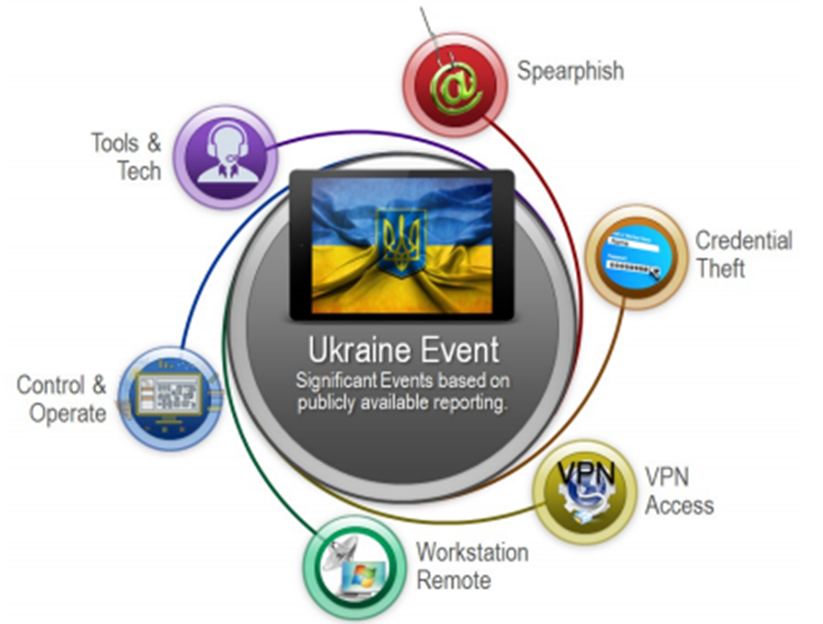 Spearphish
Tools &
Tech
Credential
Theft
Ukraine Event
Significant Events based on
publicly available reporting.
Control &
Operate
VPN
VPN
Access
Workstation
Remote